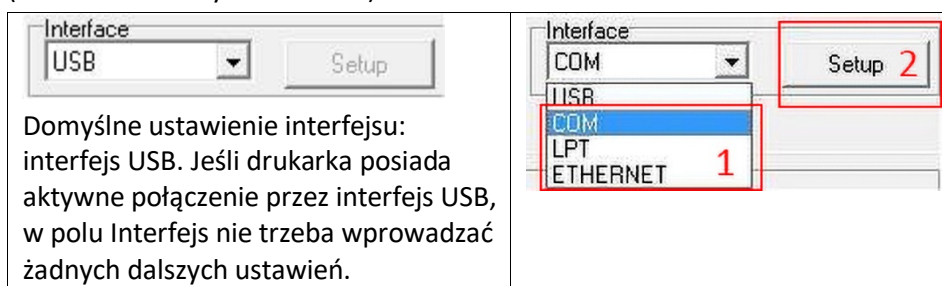 Interface
USB
Setup
Domyślne ustawienie interfejsu:
interfejs USB. Jeśli drukarka posiada
aktywne połączenie przez interfejs USB,
w polu Interfejs nie trzeba wprowadzać
żadnych dalszych ustawień.
Interface
COM
Setup 2
USB
COM
LPT
ETHERNET 1